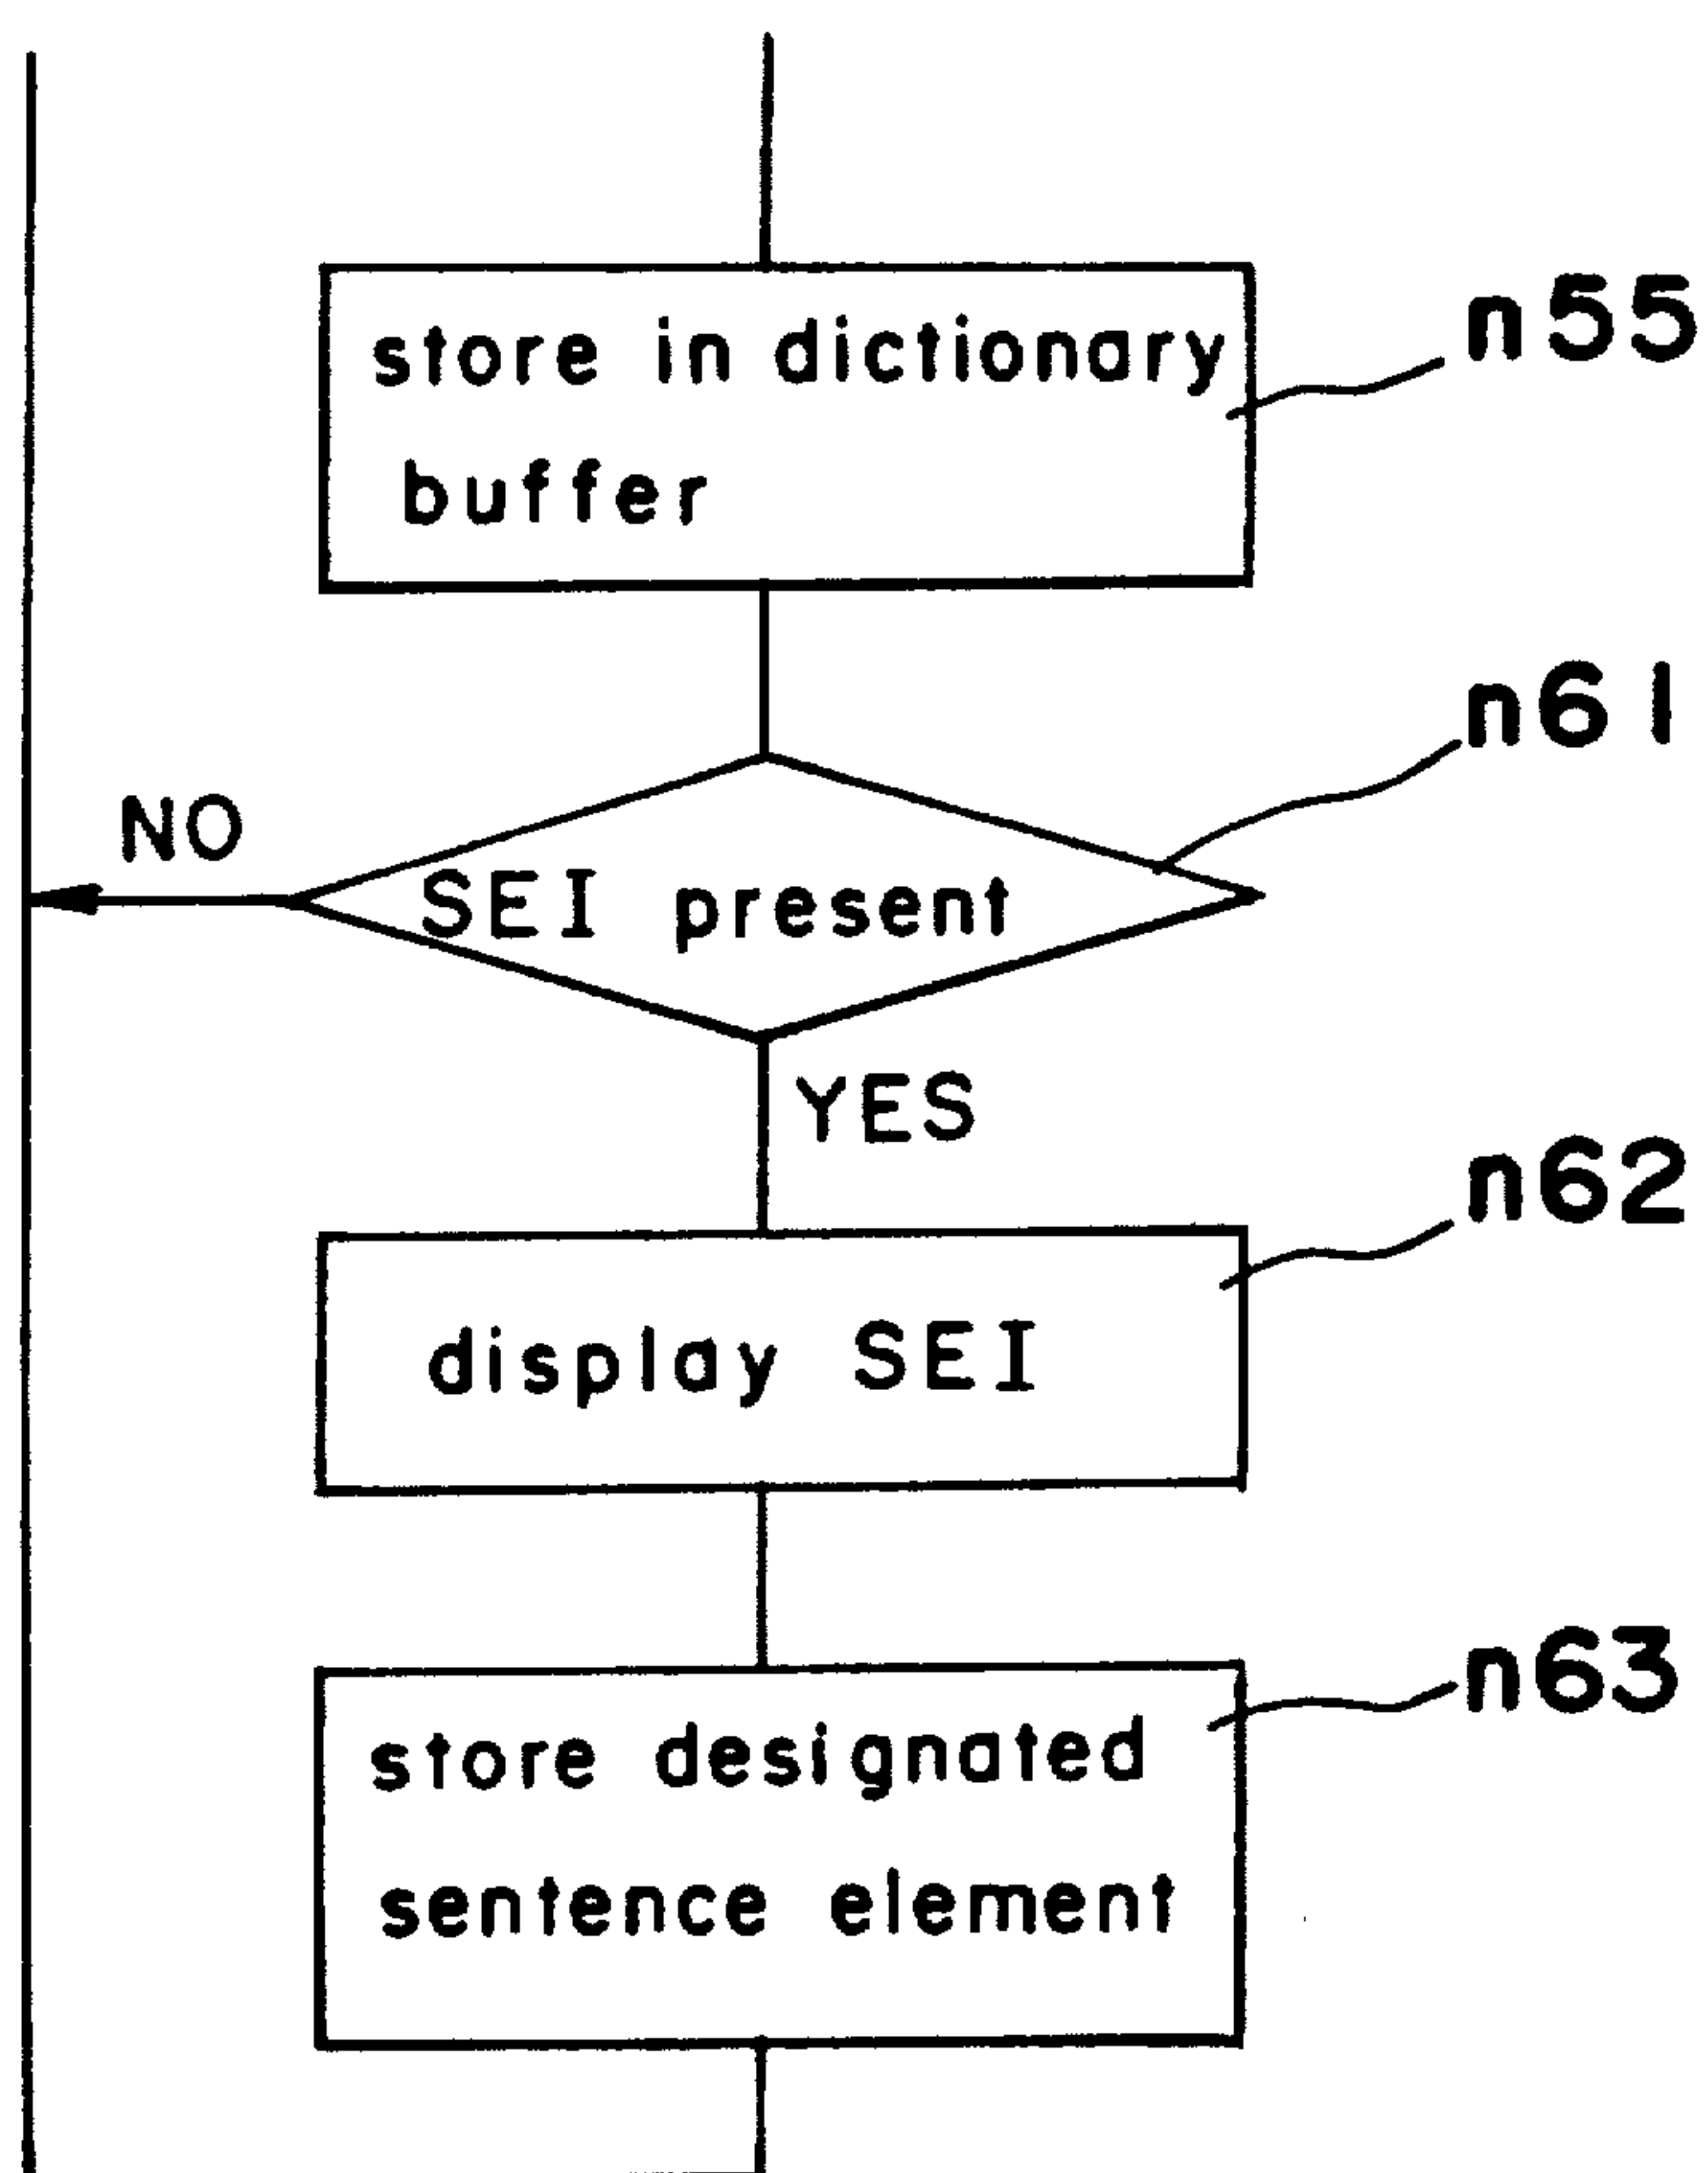 store in dictionary
buffer
n55
n61
NO
SEI present
YES
n62
display SEI
n63
store designated
sentence element